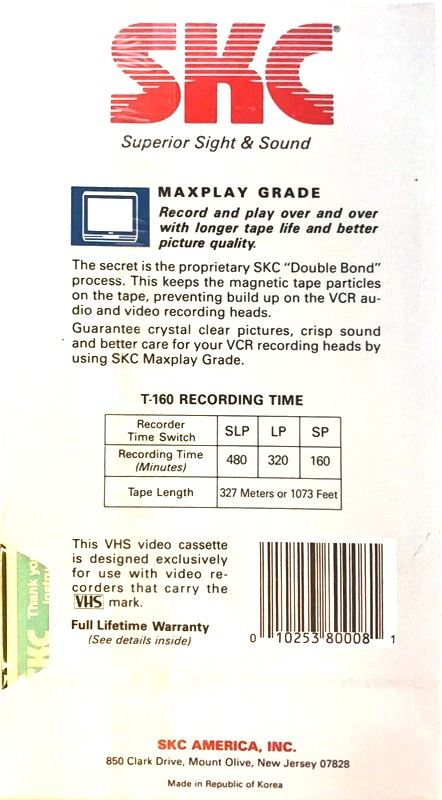 SKC®
Superior Sight & Sound
MAXPLAY GRADE
Record and play over and over
with longer tape life and better
picture quality.
The secret is the proprietary SKC "Double Bond"
process. This keeps the magnetic tape particles
on the tape, preventing build up on the VCR au-
dio and video recording heads.
Guarantee crystal clear pictures, crisp sound
and better care for your VCR recording heads by
using SKC Maxplay Grade.
T-160 RECORDING TIME
Recorder Time Switch SLP LP SP
Recording Time (Minutes) 480 320 160
Tape Length 327 Meters or 1073 Feet
This VHS video cassette
is designed exclusively
for use with video re-
corders that carry the
VHS mark.
Full Lifetime Warranty
(See details inside)
0 10253 80008 1
Thank yo
SKC
SKC AMERICA, INC.
850 Clark Drive, Mount Olive, New Jersey 07828
Made in Republic of Korea